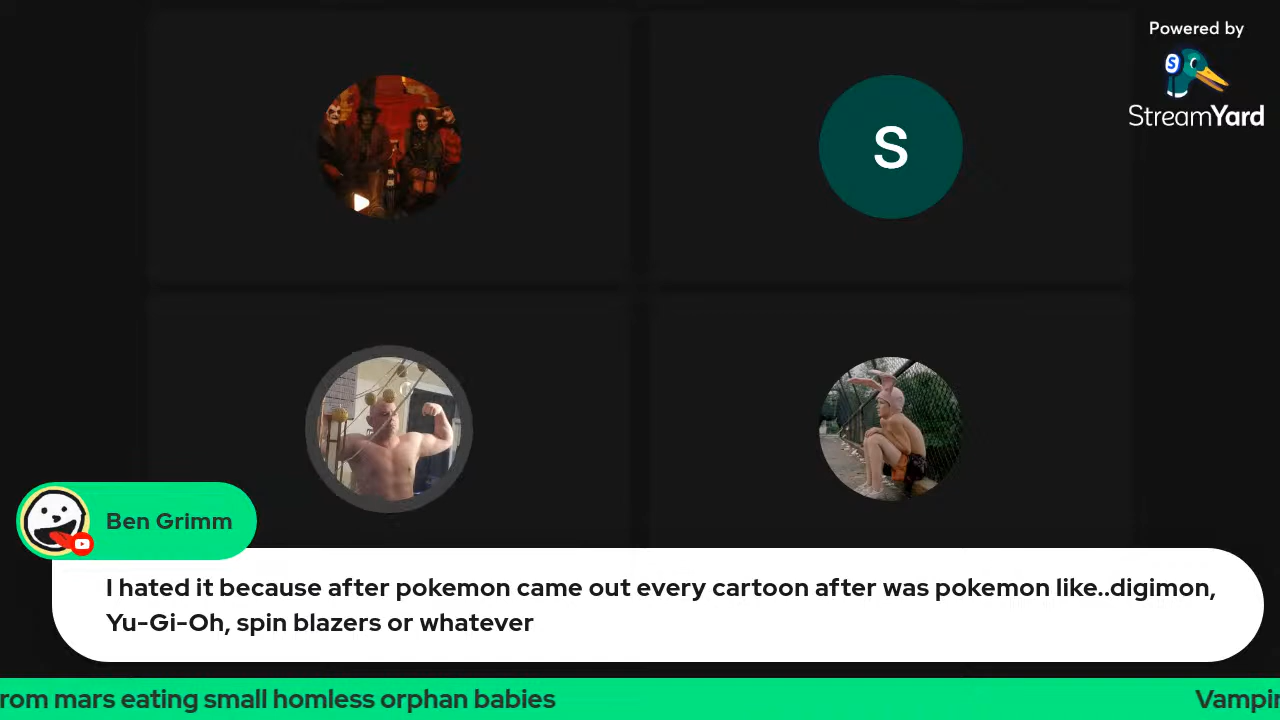 Powered by
StreamYard
S
S
Ben Grimm
I hated it because after pokemon came out every cartoon after was pokemon like..digimon,
Yu-Gi-Oh, spin blazers or whatever
rom mars eating small homless orphan babies
Vampir